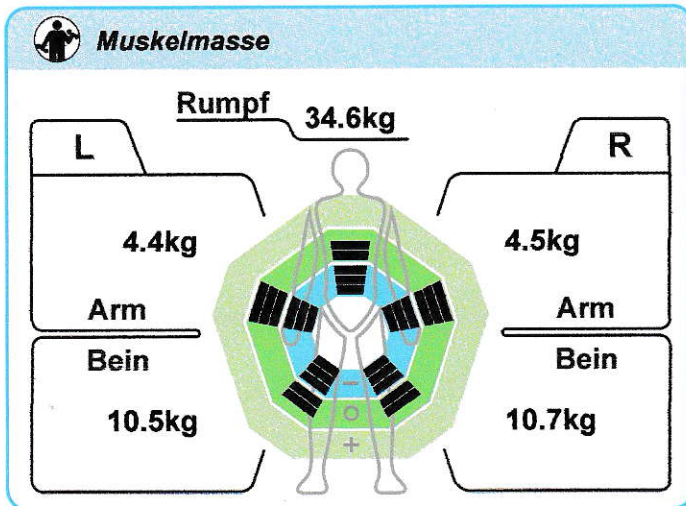 Muskelmasse
Rumpf 34.6kg
L
R
4.4kg
4.5kg
Arm
Arm
Bein
Bein
10.5kg
10.7kg
−
○
+